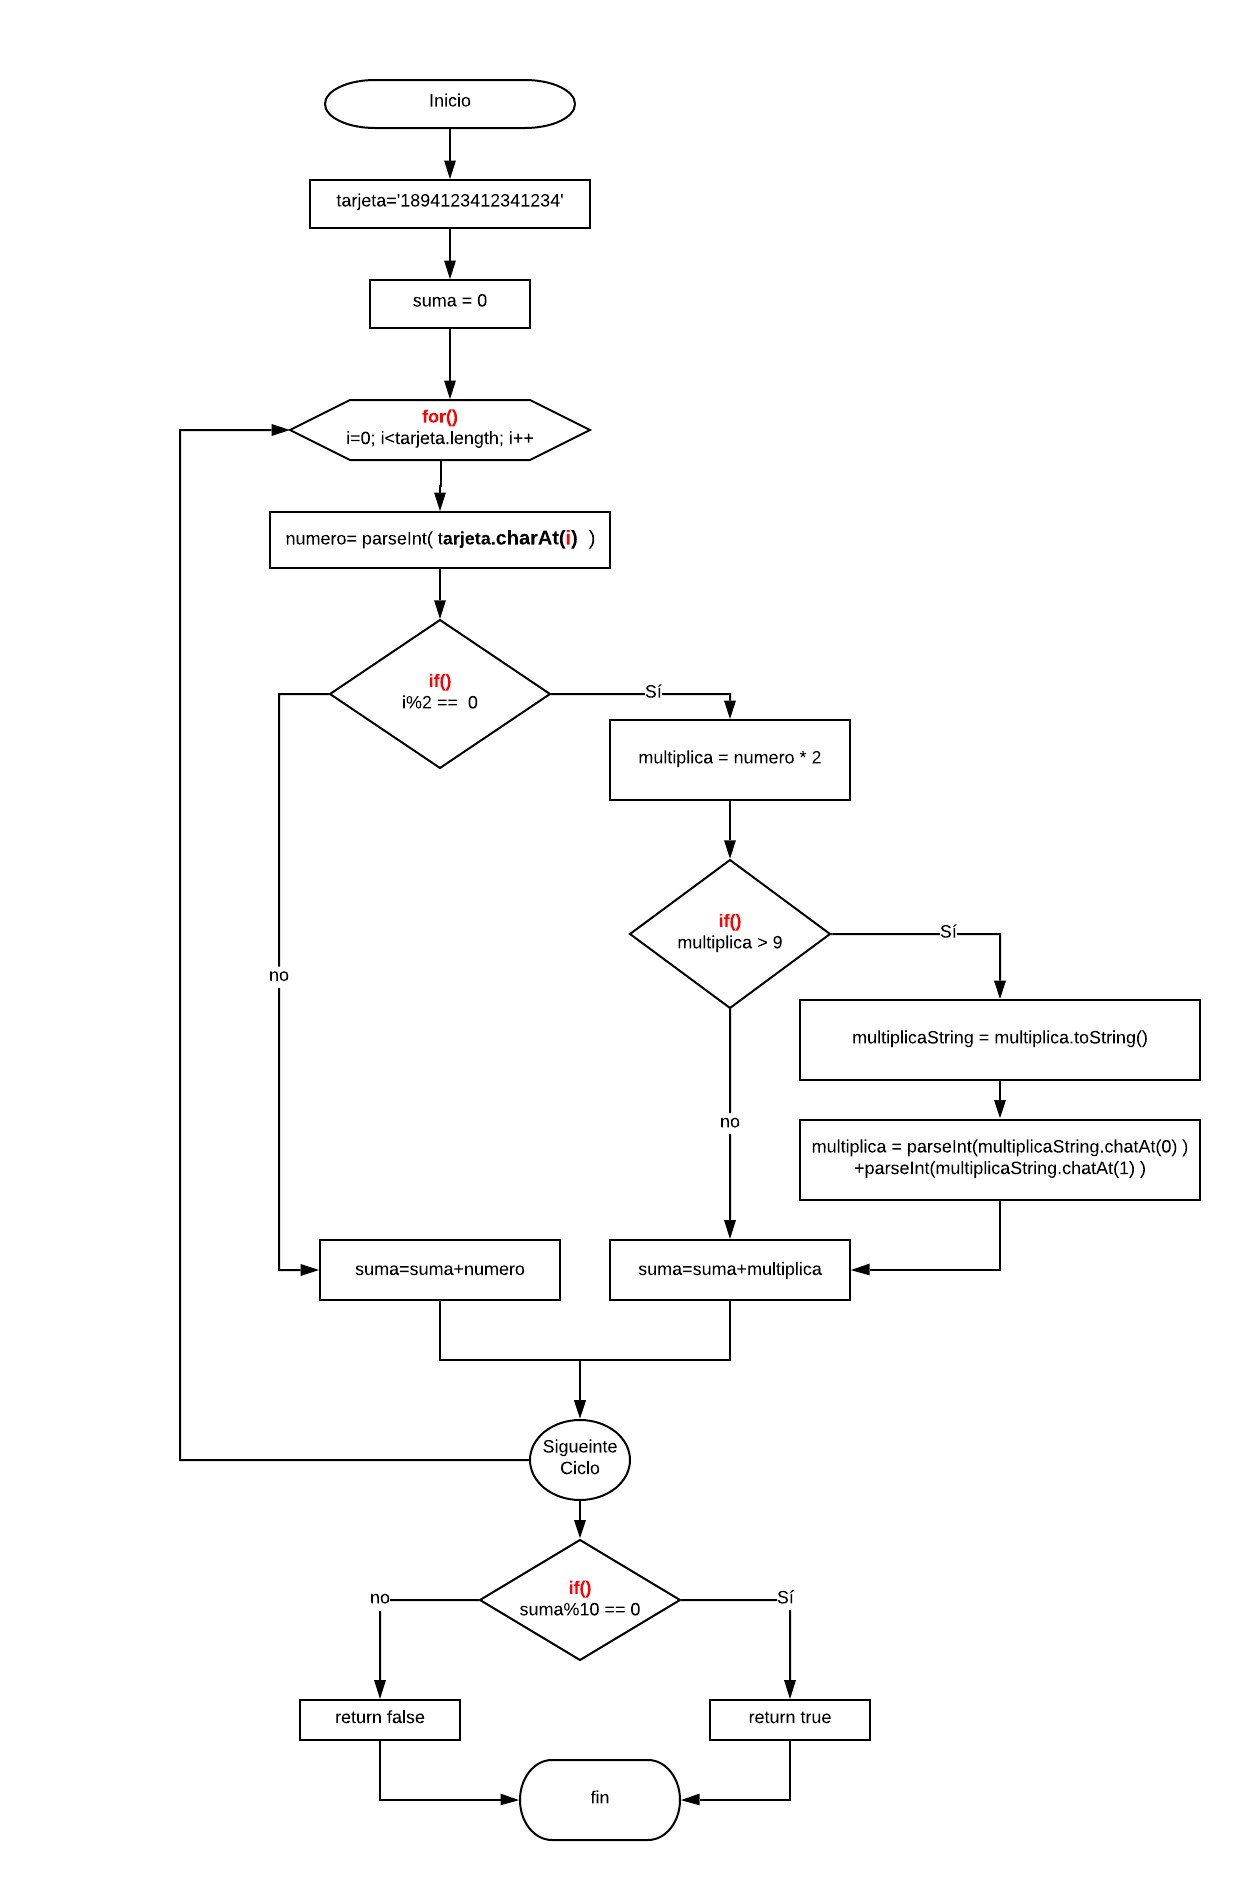 Inicio
tarjeta='1894123412341234'
suma = 0
for()
i=0; i<tarjeta.length; i++
numero= parseInt( tarjeta.charAt(i) )
if()
i%2 == 0
Sí
multiplica = numero * 2
if()
multiplica > 9
Sí
no
multiplicaString = multiplica.toString()
no
multiplica = parseInt(multiplicaString.chatAt(0) )
+parseInt(multiplicaString.chatAt(1) )
suma=suma+numero
suma=suma+multiplica
Sigueinte
Ciclo
if()
suma%10 == 0
no
Sí
return false
return true
fin